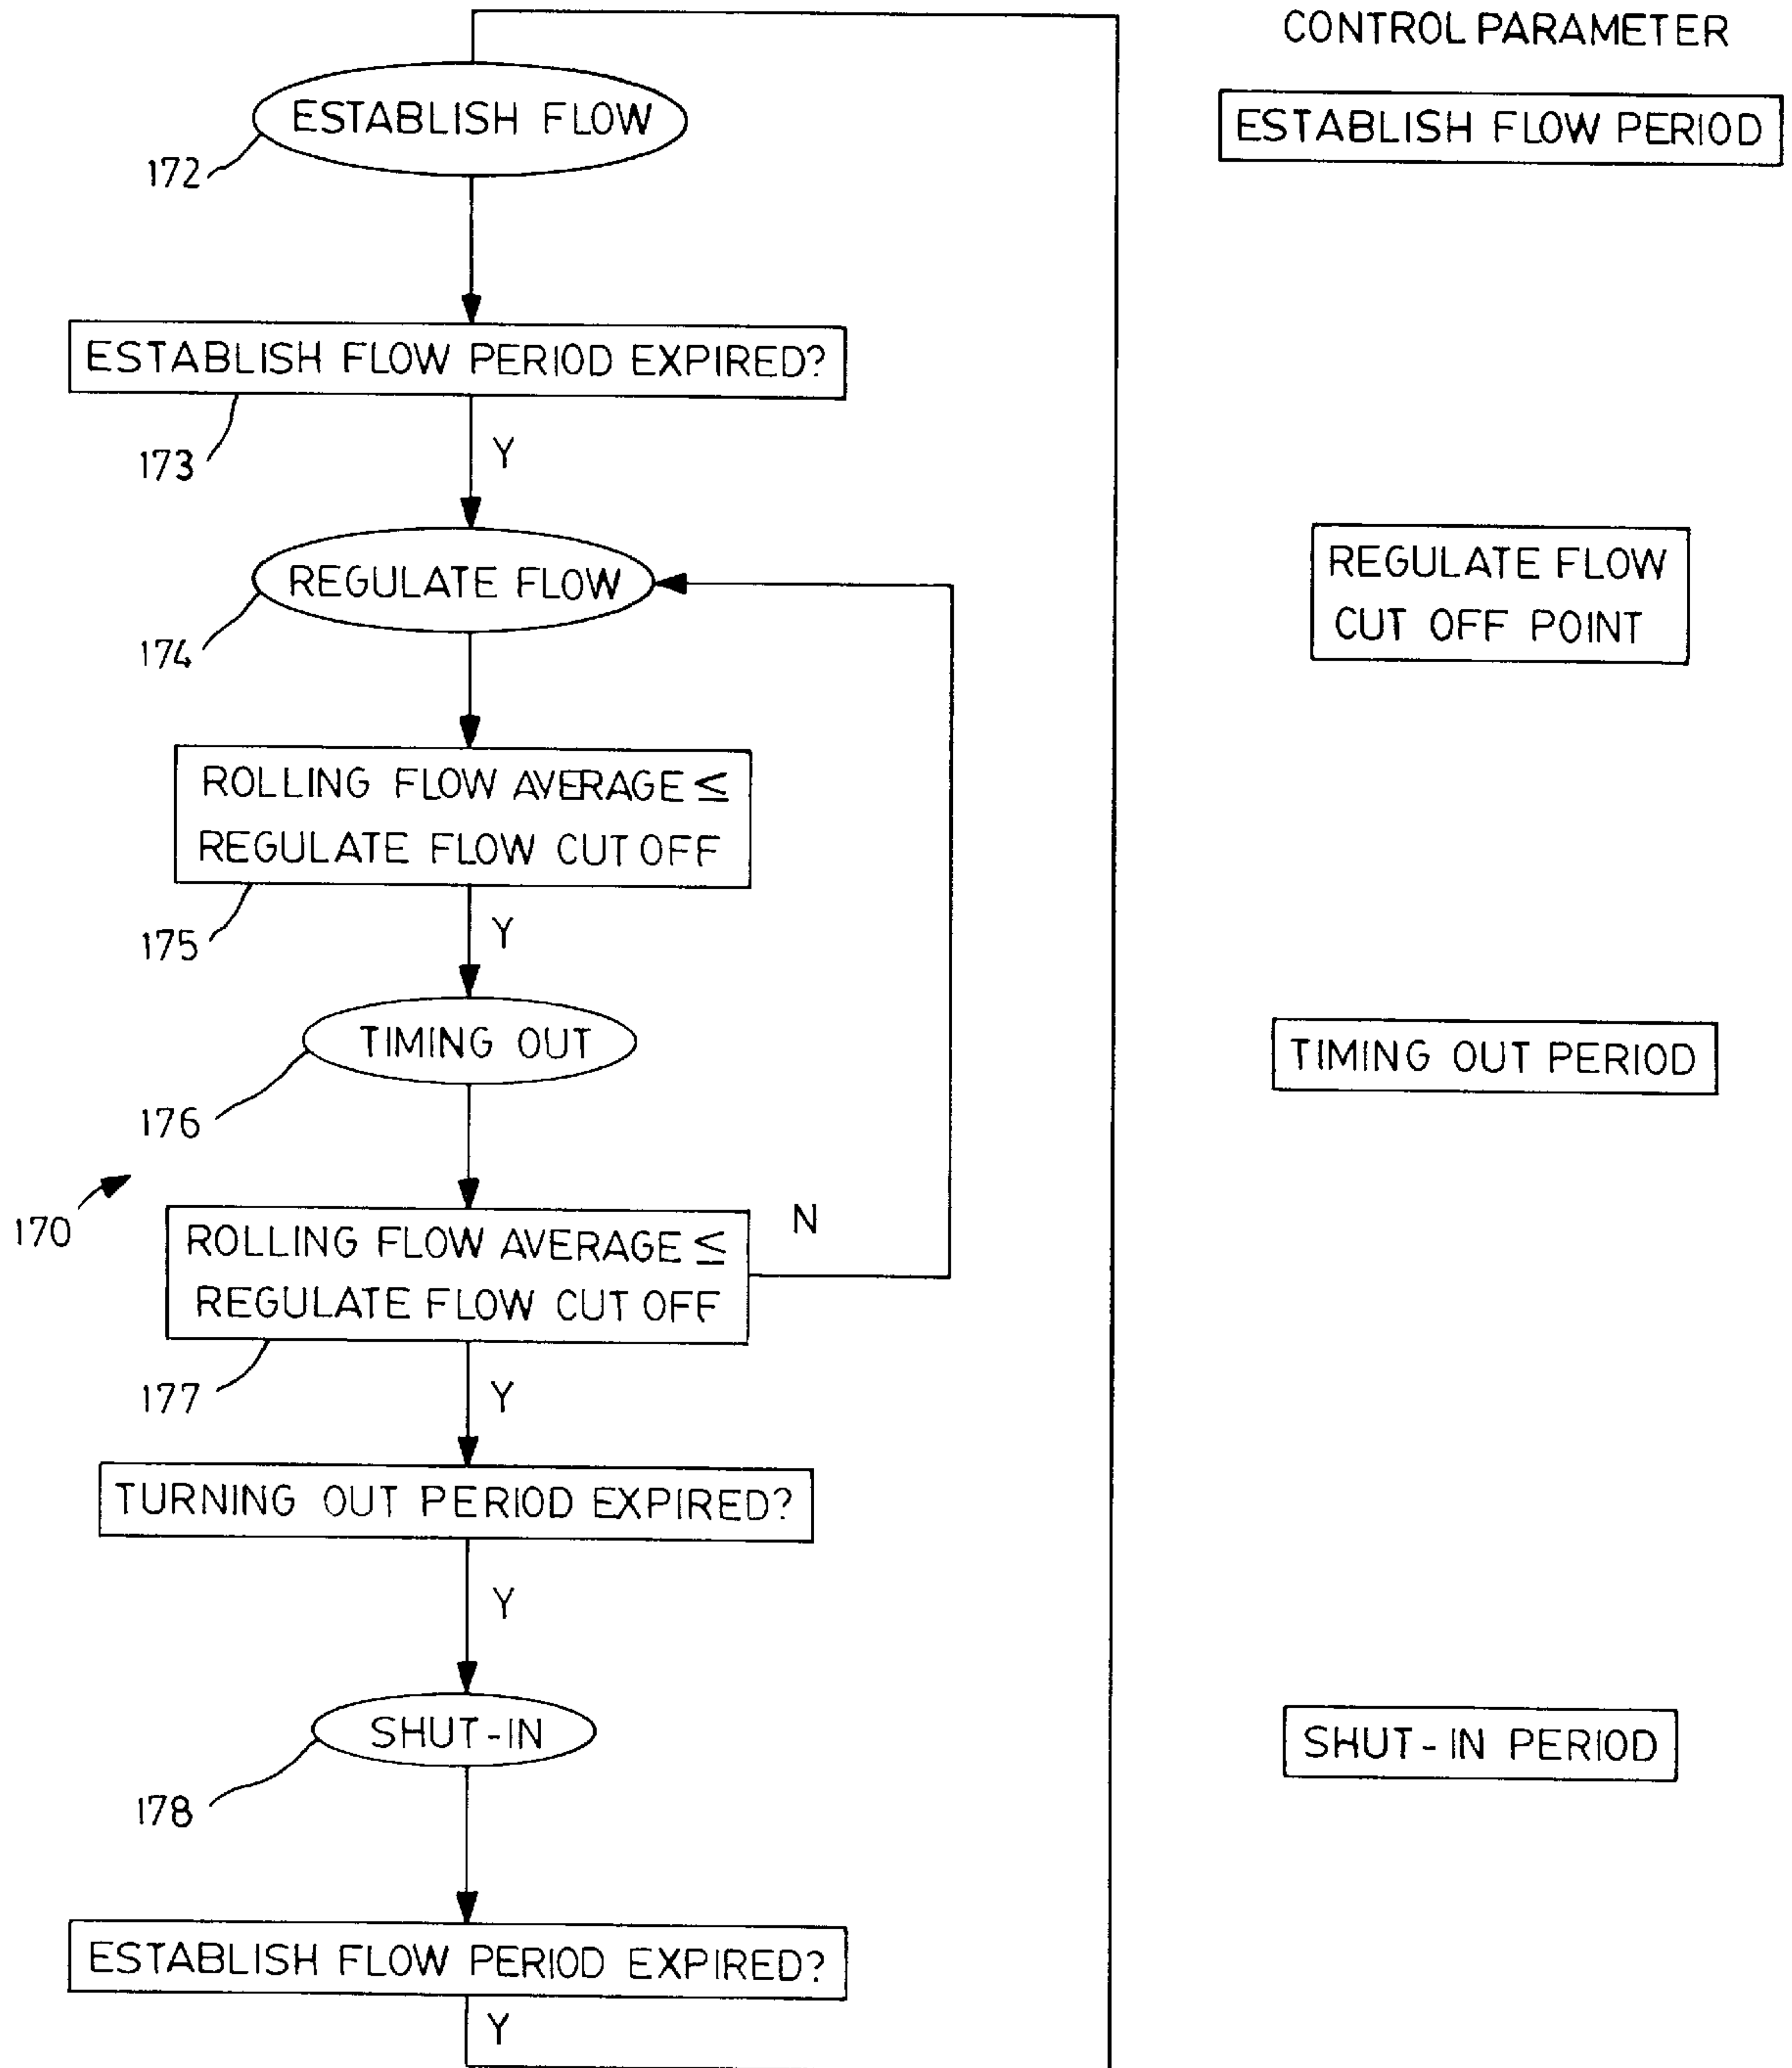 CONTROL PARAMETER
ESTABLISH FLOW
ESTABLISH FLOW PERIOD
172
ESTABLISH FLOW PERIOD EXPIRED?
173
Y
REGULATE FLOW
REGULATE FLOW
CUT OFF POINT
174
ROLLING FLOW AVERAGE ≤
REGULATE FLOW CUT OFF
175
Y
TIMING OUT
TIMING OUT PERIOD
176
170
ROLLING FLOW AVERAGE ≤
REGULATE FLOW CUT OFF
N
177
Y
TURNING OUT PERIOD EXPIRED?
Y
SHUT-IN
SHUT-IN PERIOD
178
ESTABLISH FLOW PERIOD EXPIRED?
Y